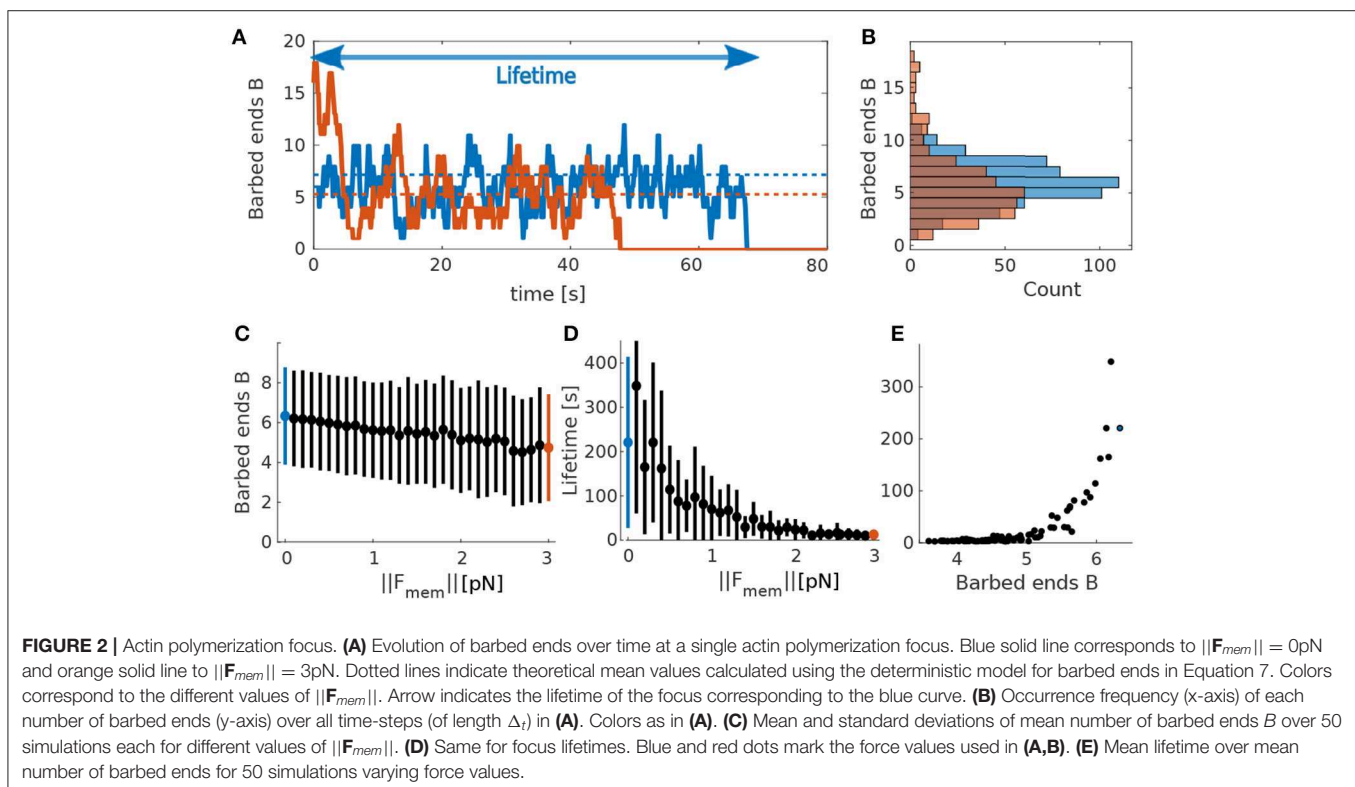 A
20
15
10
5
0
Barbed ends B
Lifetime
0
20
40
60
80
time [s]
B
15
10
5
0
Barbed ends B
0
50
100
Count
C
8
6
4
2
0
Barbed ends B
0
1
2
3
||F_mem|| [pN]
D
400
300
200
100
0
Lifetime [s]
0
1
2
3
||F_mem|| [pN]
E
300
200
100
0
4
5
6
Barbed ends B
FIGURE 2 | Actin polymerization focus. (A) Evolution of barbed ends over time at a single actin polymerization focus. Blue solid line corresponds to ||F_mem|| = 0pN
and orange solid line to ||F_mem|| = 3pN. Dotted lines indicate theoretical mean values calculated using the deterministic model for barbed ends in Equation 7. Colors
correspond to the different values of ||F_mem||. Arrow indicates the lifetime of the focus corresponding to the blue curve. (B) Occurrence frequency (x-axis) of each
number of barbed ends (y-axis) over all time-steps (of length Δ_t) in (A). Colors as in (A). (C) Mean and standard deviations of mean number of barbed ends B over 50
simulations each for different values of ||F_mem||. (D) Same for focus lifetimes. Blue and red dots mark the force values used in (A,B). (E) Mean lifetime over mean
number of barbed ends for 50 simulations varying force values.